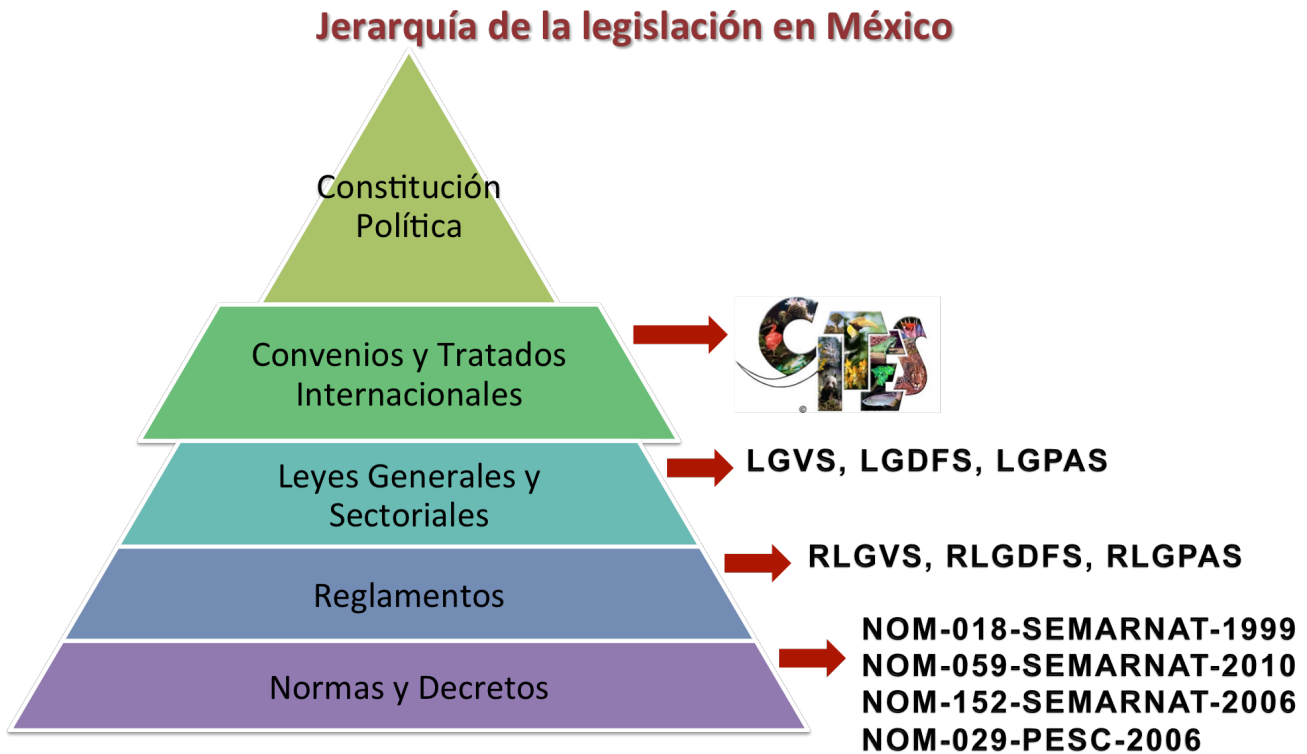 Jerarquía de la legislación en México
Constitución
Política
Convenios y Tratados
Internacionales
CITES
©
Leyes Generales y
Sectoriales
LGVS, LGDFS, LGPAS
Reglamentos
RLGVS, RLGDFS, RLGPAS
Normas y Decretos
NOM-018-SEMARNAT-1999
NOM-059-SEMARNAT-2010
NOM-152-SEMARNAT-2006
NOM-029-PESC-2006